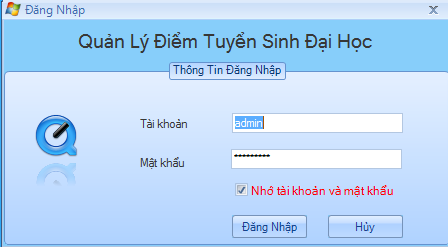 Đăng Nhập
Quản Lý Điểm Tuyển Sinh Đại Học
Thông Tin Đăng Nhập
Tài khoản
admin
Mật khẩu
*********
Nhớ tài khoản và mật khẩu
Đăng Nhập
Hủy